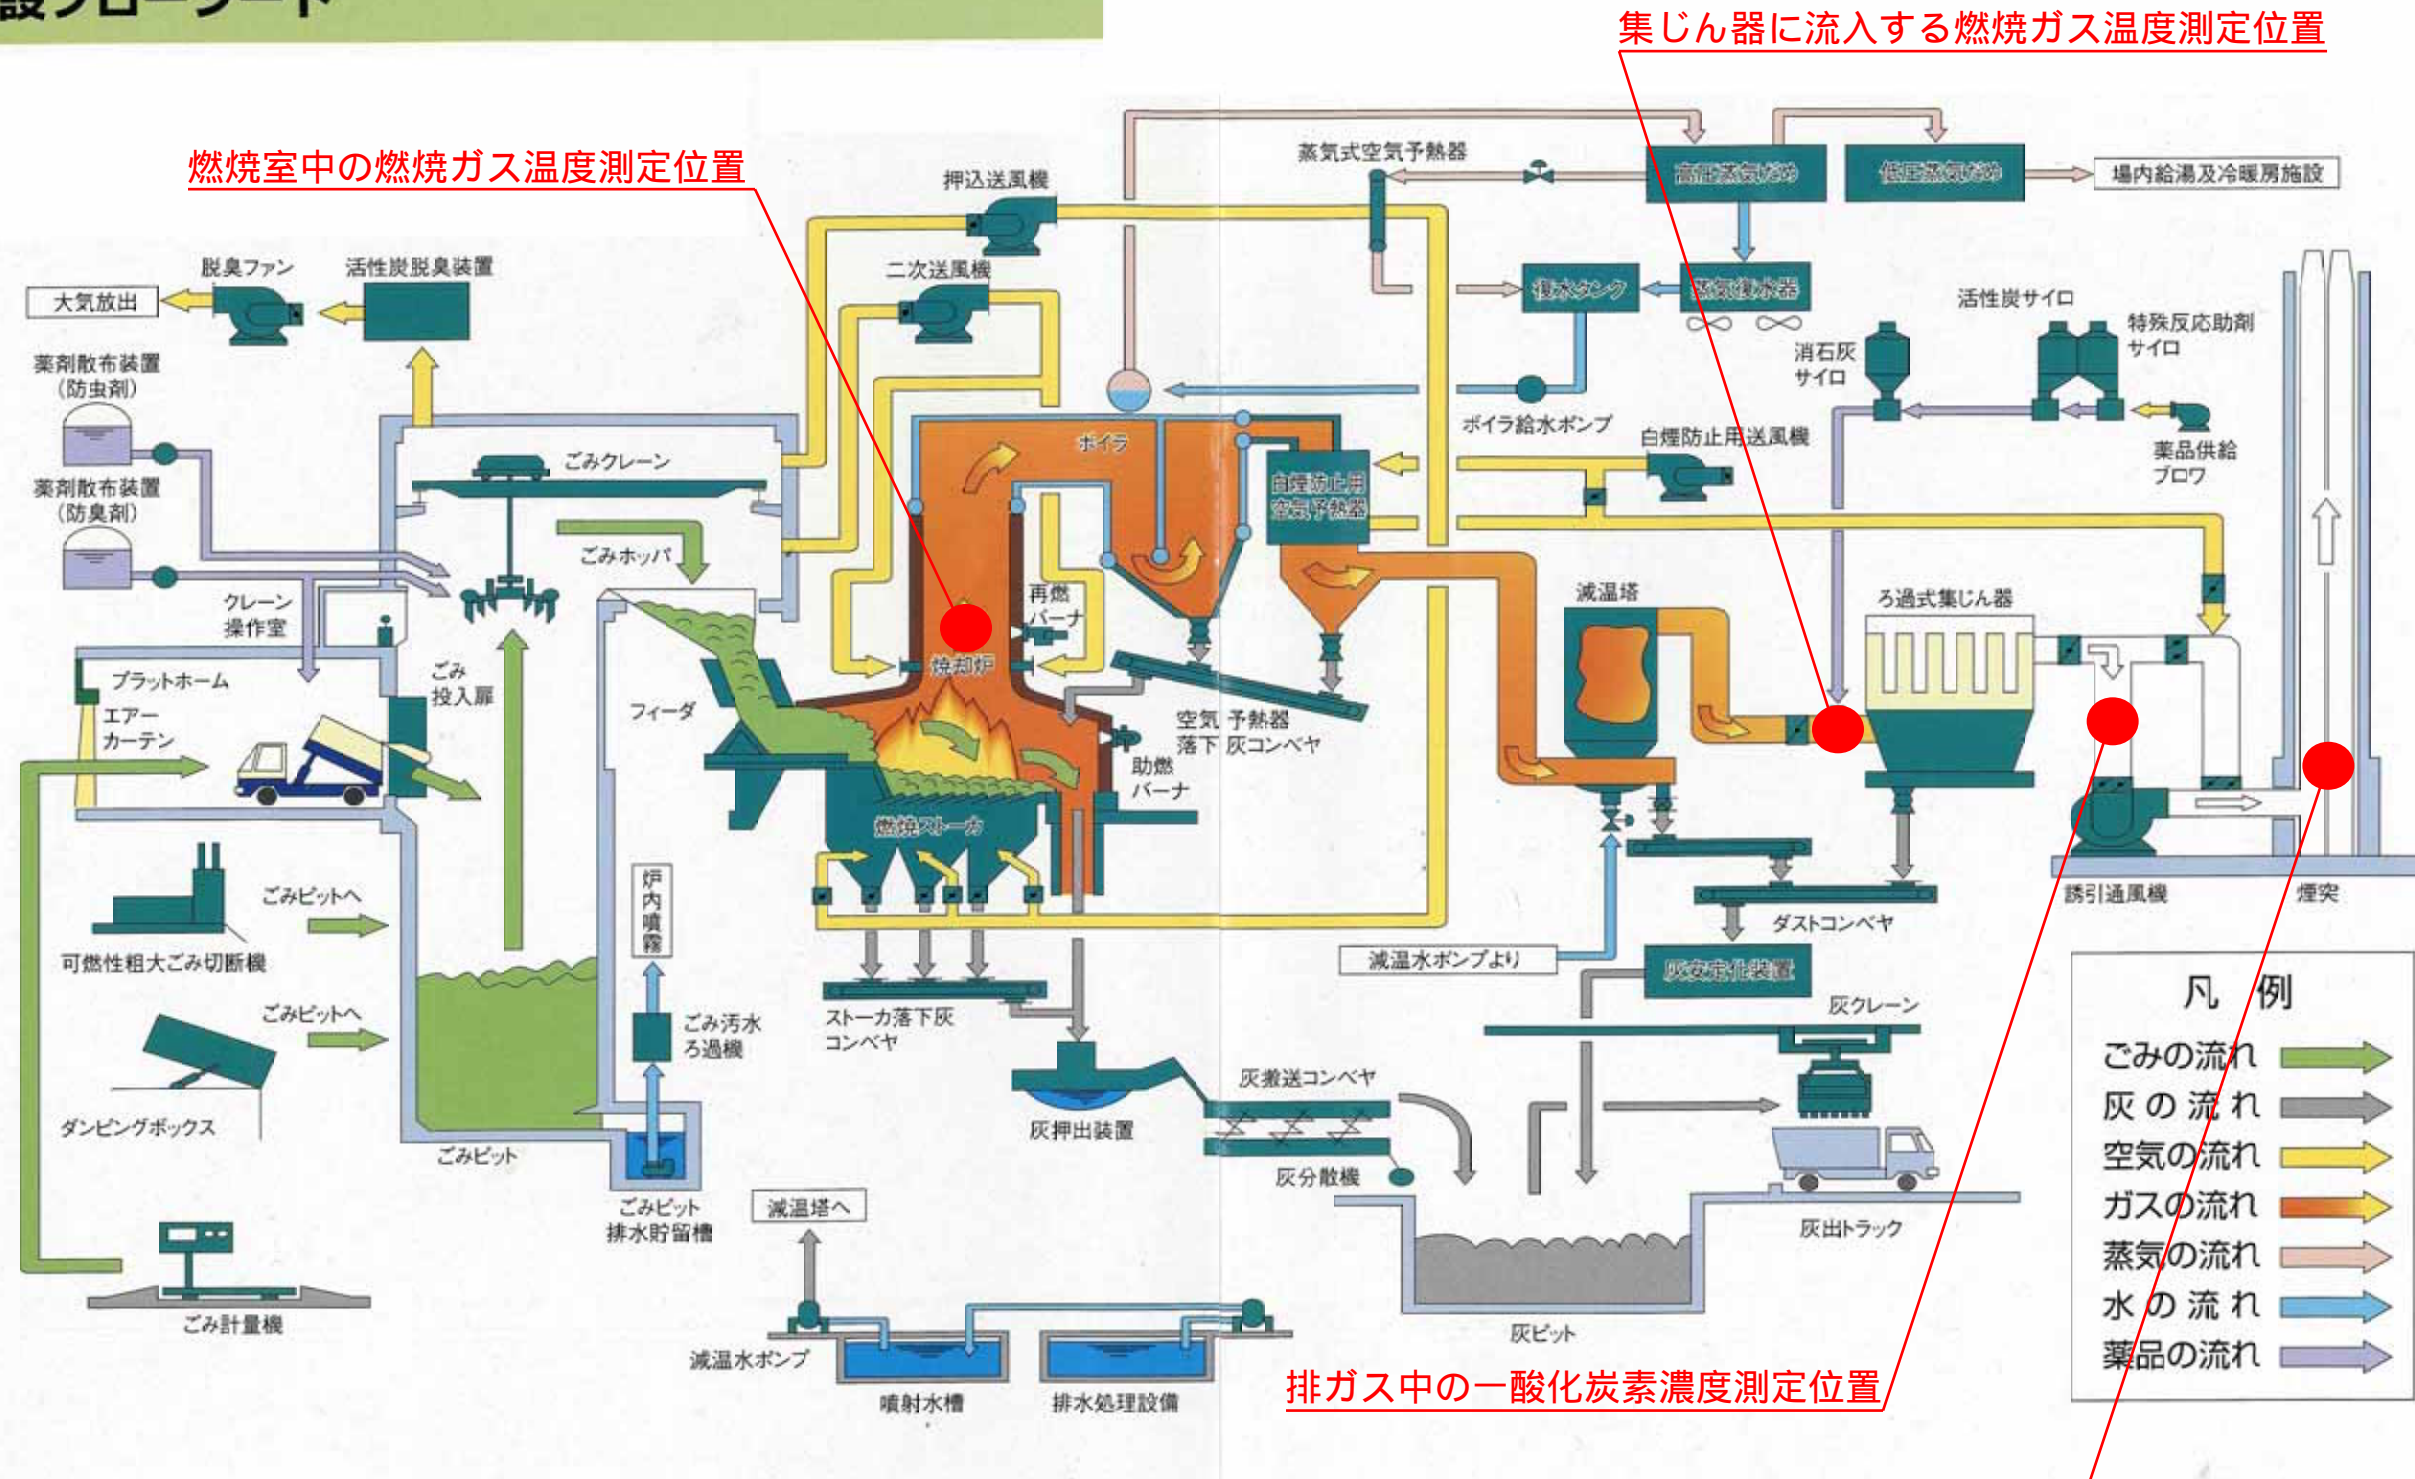 設フローシート
集じん器に流入する燃焼ガス温度測定位置
燃焼室中の燃焼ガス温度測定位置
蒸気式空気予熱器
高圧蒸気だめ
低圧蒸気だめ
場内給湯及冷暖房施設
押込送風機
二次送風機
脱臭ファン
活性炭脱臭装置
大気放出
復水タンク
蒸気復水器
活性炭サイロ
特殊反応助剤
サイロ
消石灰
サイロ
薬剤散布装置
（防虫剤）
ボイラ給水ポンプ
白煙防止用送風機
薬品供給
ブロワ
ボイラ
ごみクレーン
薬剤散布装置
（防臭剤）
白煙防止用
空気予熱器
ごみホッパ
クレーン
操作室
再燃
バーナ
減温塔
ろ過式集じん器
焼却炉
プラットホーム
ごみ
投入扉
エアー
カーテン
フィーダ
空気予熱器
落下灰コンベヤ
助燃
バーナ
燃焼ストーカ
炉内噴霧
ごみピットへ
可燃性粗大ごみ切断機
誘引通風機
煙突
ダストコンベヤ
減温水ポンプより
灰安定化装置
凡例
灰クレーン
ごみピットへ
ごみ汚水
ろ過機
ストーカ落下灰
コンベヤ
ごみの流れ
灰の流れ
空気の流れ
ガスの流れ
蒸気の流れ
水の流れ
薬品の流れ
灰搬送コンベヤ
ダンピングボックス
灰押出装置
ごみピット
灰分散機
ごみピット
排水貯留槽
減温塔へ
灰出トラック
ごみ計量機
灰ピット
減温水ポンプ
噴射水槽
排水処理設備
排ガス中の一酸化炭素濃度測定位置